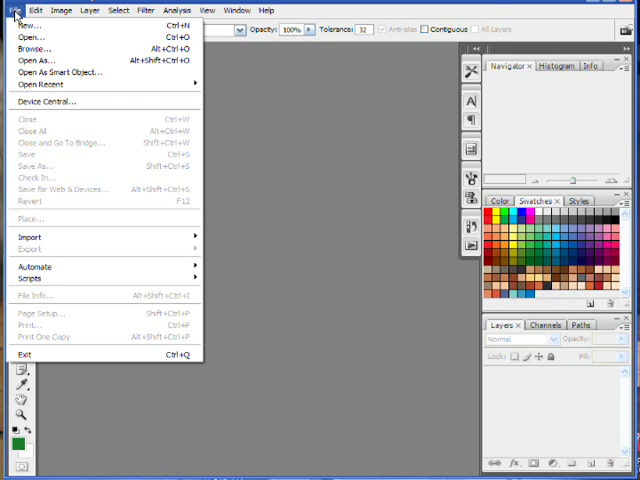 File Edit Image Layer Select Filter Analysis View Window Help
Opacity: 100% Tolerance: 32 Anti-alias Contiguous All Layers
New... Ctrl+N
Open... Ctrl+O
Browse... Alt+Ctrl+O
Open As... Alt+Shift+Ctrl+O
Open As Smart Object...
Open Recent
Device Central...
Close Ctrl+W
Close All Alt+Ctrl+W
Close and Go To Bridge... Shift+Ctrl+W
Save Ctrl+S
Save As... Shift+Ctrl+S
Check In...
Save for Web & Devices... Alt+Shift+Ctrl+S
Revert F12
Place...
Import
Export
Automate
Scripts
File Info... Alt+Shift+Ctrl+I
Page Setup... Shift+Ctrl+P
Print... Ctrl+P
Print One Copy Alt+Shift+Ctrl+P
Exit Ctrl+Q
Navigator Histogram Info
Color Swatches Styles
Layers Channels Paths
Normal Opacity:
Lock: Fill: